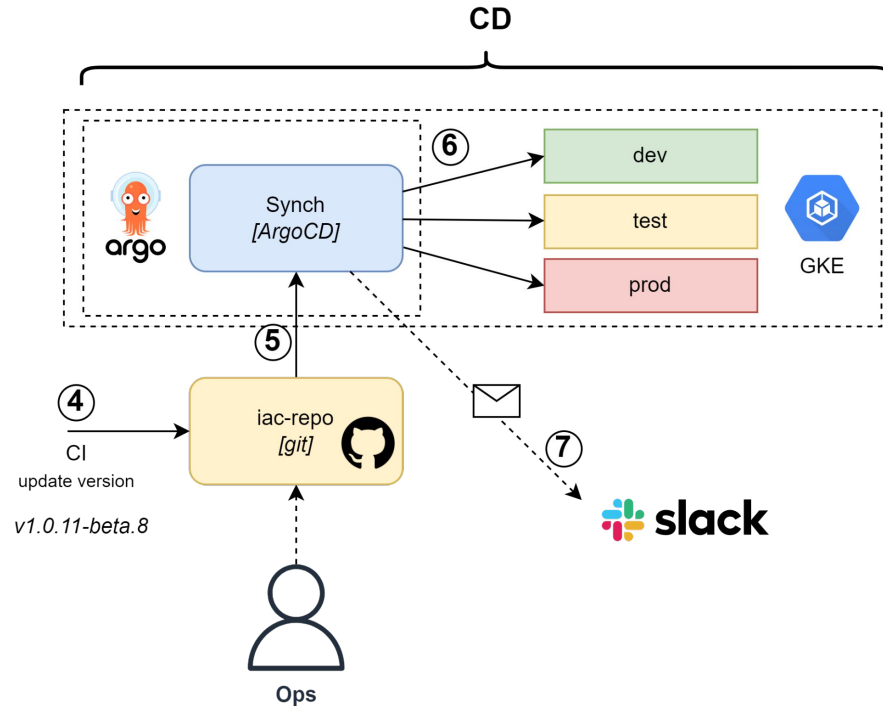 CD
6
dev
Synch
[ArgoCD]
argo
test
GKE
prod
5
4
iac-repo
[git]
CI
update version
v1.0.11-beta.8
7
slack
Ops